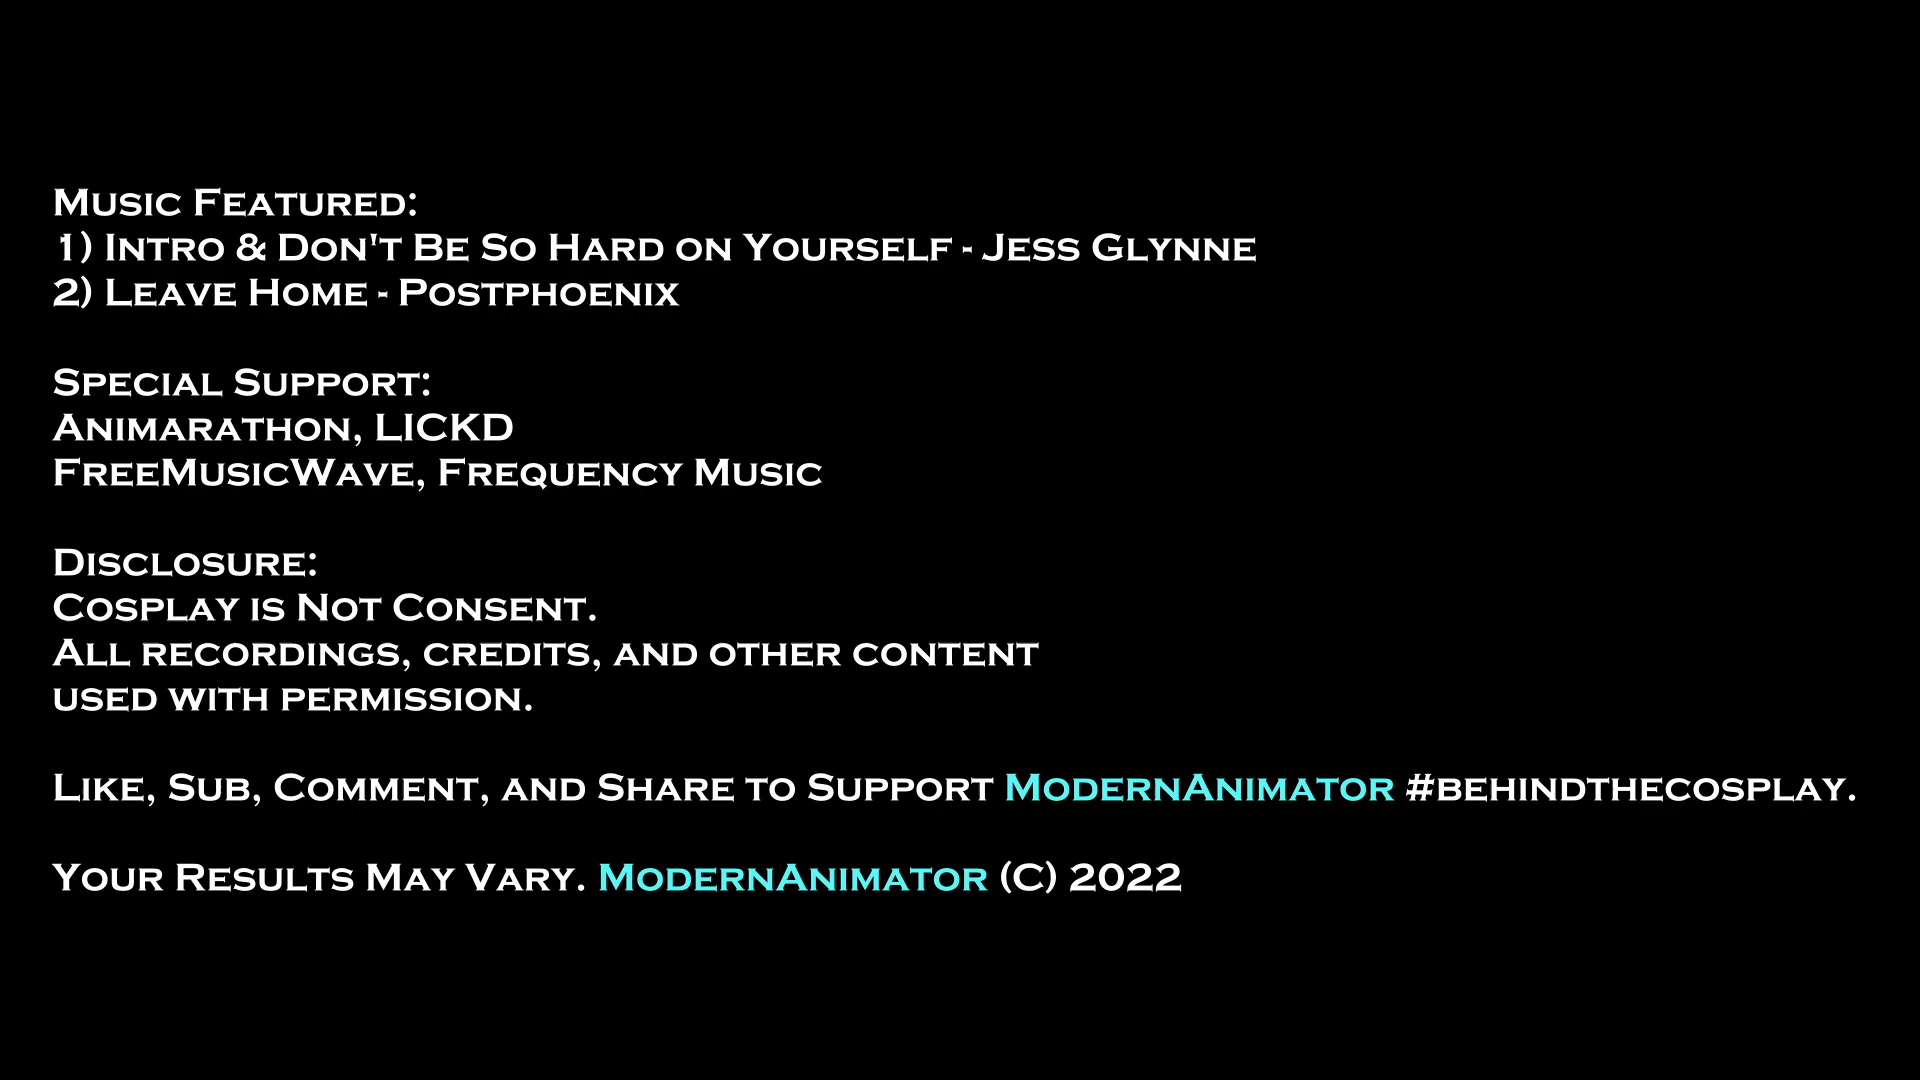 Music Featured:
1) Intro & Don't Be So Hard on Yourself - Jess Glynne
2) Leave Home - Postphoenix
Special Support:
Animarathon, LICKD
FreeMusicWave, Frequency Music
Disclosure:
Cosplay is Not Consent.
All recordings, credits, and other content
used with permission.
Like, Sub, Comment, and Share to Support ModernAnimator #behindthecosplay.
Your Results May Vary. ModernAnimator (C) 2022